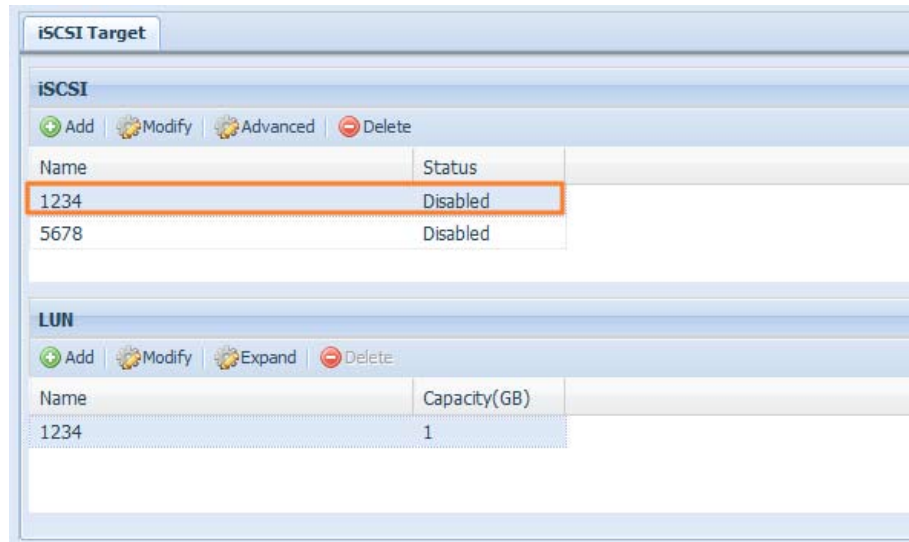 iSCSI Target
iSCSI
Add Modify Advanced Delete
Name Status
1234 Disabled
5678 Disabled
LUN
Add Modify Expand Delete
Name Capacity(GB)
1234 1